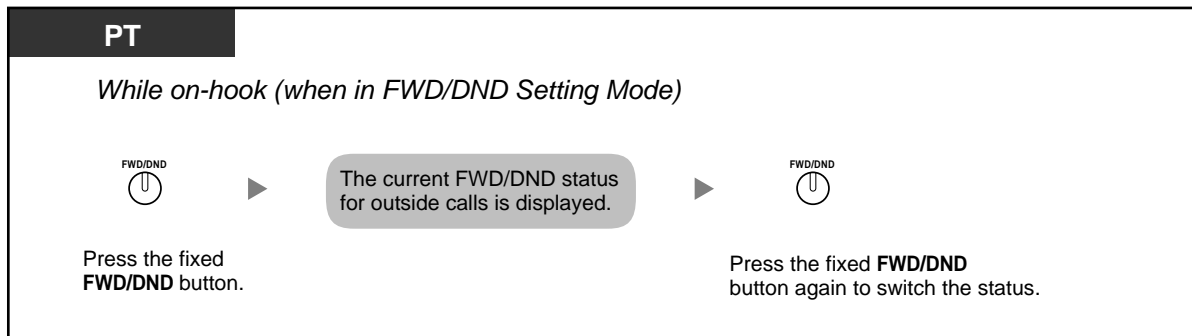 PT
While on-hook (when in FWD/DND Setting Mode)
FWD/DND
The current FWD/DND status
for outside calls is displayed.
FWD/DND
Press the fixed
FWD/DND button.
Press the fixed FWD/DND
button again to switch the status.